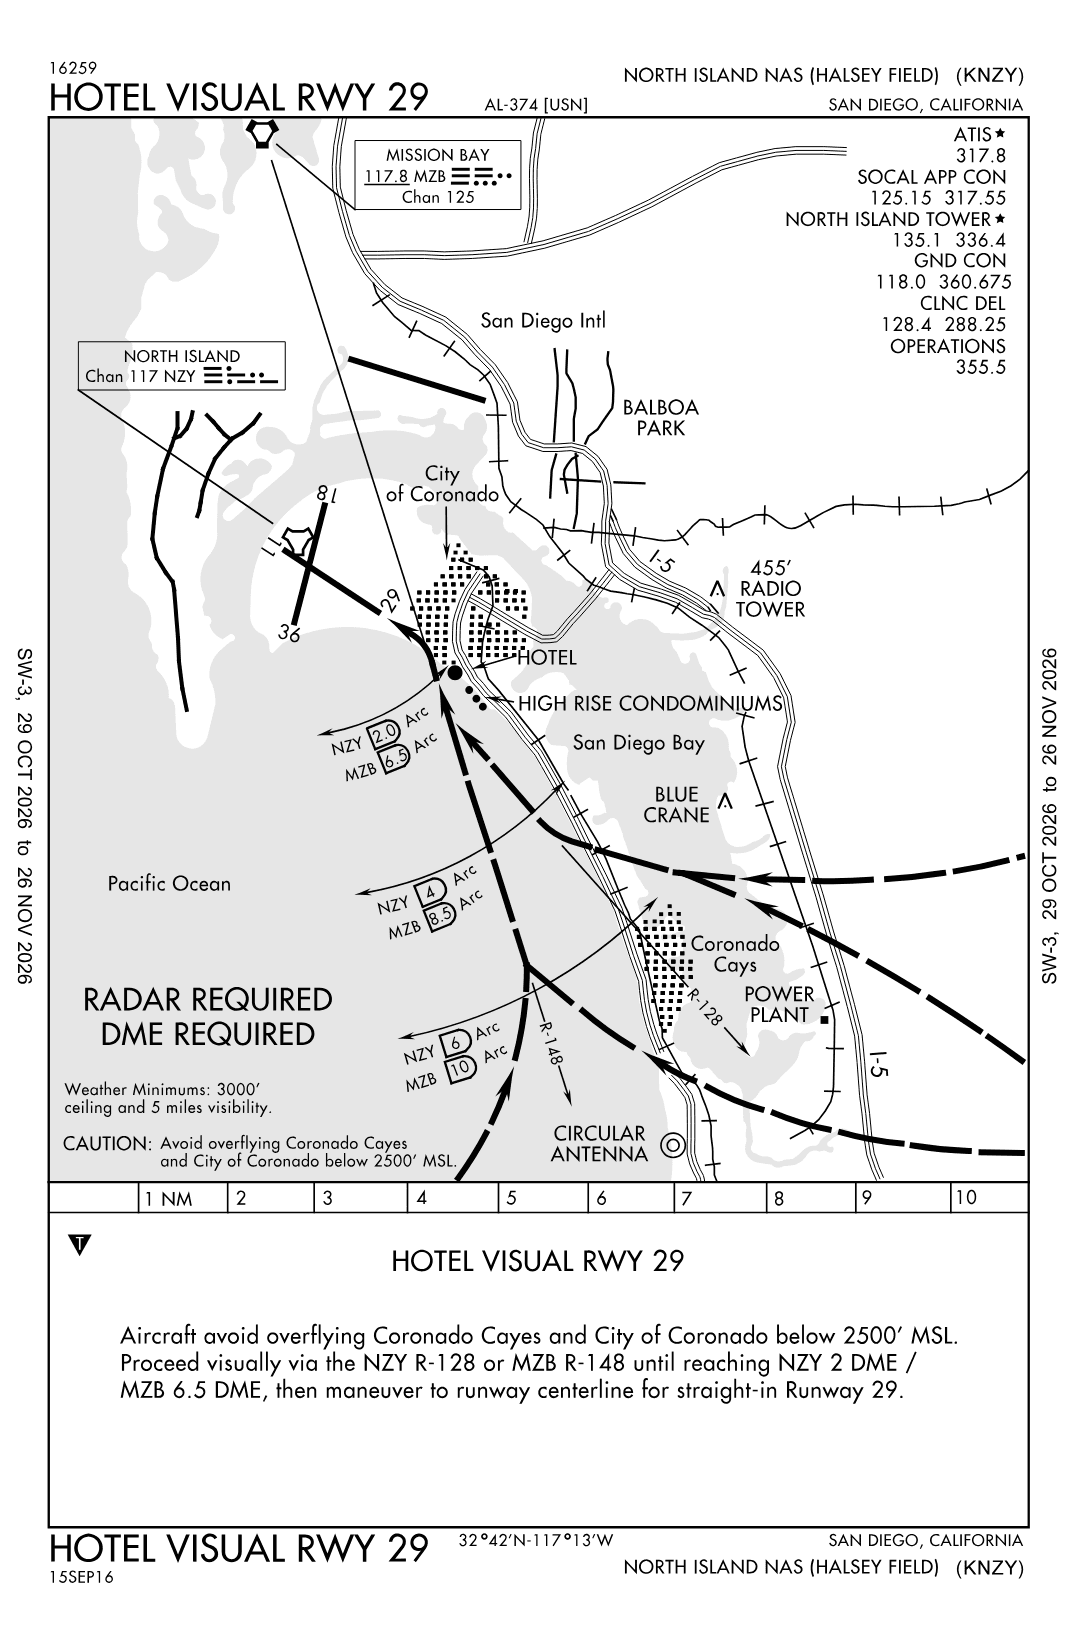 16259
HOTEL VISUAL RWY 29
AL-374 [USN]
NORTH ISLAND NAS (HALSEY FIELD) (KNZY)
SAN DIEGO, CALIFORNIA
MISSION BAY
117.8 MZB
Chan 125
ATIS★
317.8
SOCAL APP CON
125.15 317.55
NORTH ISLAND TOWER★
135.1 336.4
GND CON
118.0 360.675
CLNC DEL
128.4 288.25
OPERATIONS
355.5
San Diego Intl
NORTH ISLAND
Chan 117 NZY
BALBOA
PARK
City
of Coronado
18
11
29
36
I-5
455'
RADIO
TOWER
HOTEL
HIGH RISE CONDOMINIUMS
San Diego Bay
NZY 2.0 Arc
MZB 6.5 Arc
BLUE
CRANE
Pacific Ocean
NZY 4 Arc
MZB 8.5 Arc
Coronado
Cays
POWER
PLANT
R-128
RADAR REQUIRED
DME REQUIRED
NZY 6 Arc
MZB 10 Arc
R-148
I-5
Weather Minimums: 3000'
ceiling and 5 miles visibility.
CAUTION: Avoid overflying Coronado Cayes
and City of Coronado below 2500' MSL.
CIRCULAR
ANTENNA
1 NM 2 3 4 5 6 7 8 9 10
T
HOTEL VISUAL RWY 29
Aircraft avoid overflying Coronado Cayes and City of Coronado below 2500' MSL.
Proceed visually via the NZY R-128 or MZB R-148 until reaching NZY 2 DME /
MZB 6.5 DME, then maneuver to runway centerline for straight-in Runway 29.
HOTEL VISUAL RWY 29
15SEP16
32°42'N-117°13'W
SAN DIEGO, CALIFORNIA
NORTH ISLAND NAS (HALSEY FIELD) (KNZY)
SW-3, 29 OCT 2026 to 26 NOV 2026
SW-3, 29 OCT 2026 to 26 NOV 2026